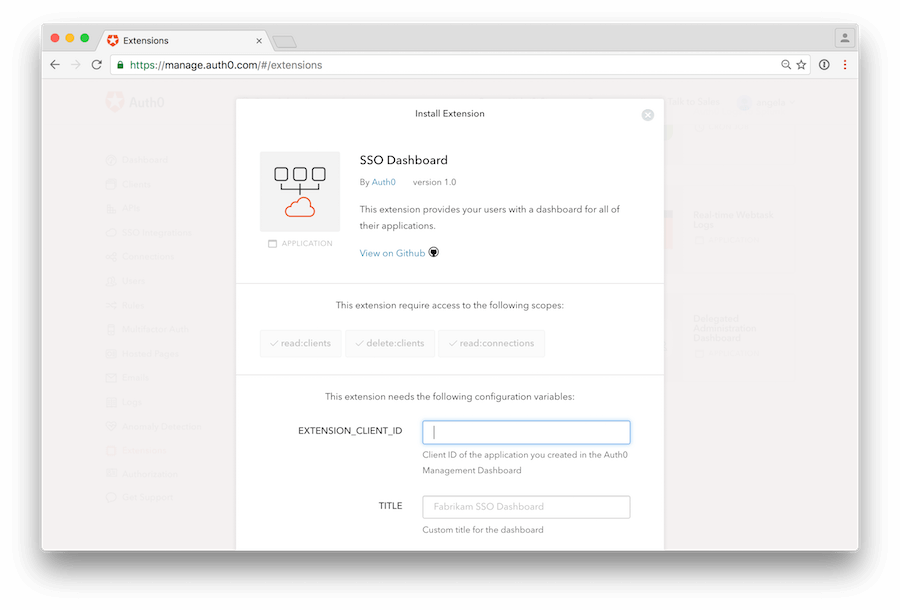 Extensions
https://manage.auth0.com/#/extensions
Auth0
Install Extension
SSO Dashboard
By Auth0 version 1.0
This extension provides your users with a dashboard for all of
their applications.
APPLICATION
View on Github
This extension require access to the following scopes:
read:clients delete:clients read:connections
This extension needs the following configuration variables:
EXTENSION_CLIENT_ID
Client ID of the application you created in the Auth0
Management Dashboard
TITLE Fabrikam SSO Dashboard
Custom title for the dashboard
Delegated
Administration
Dashboard